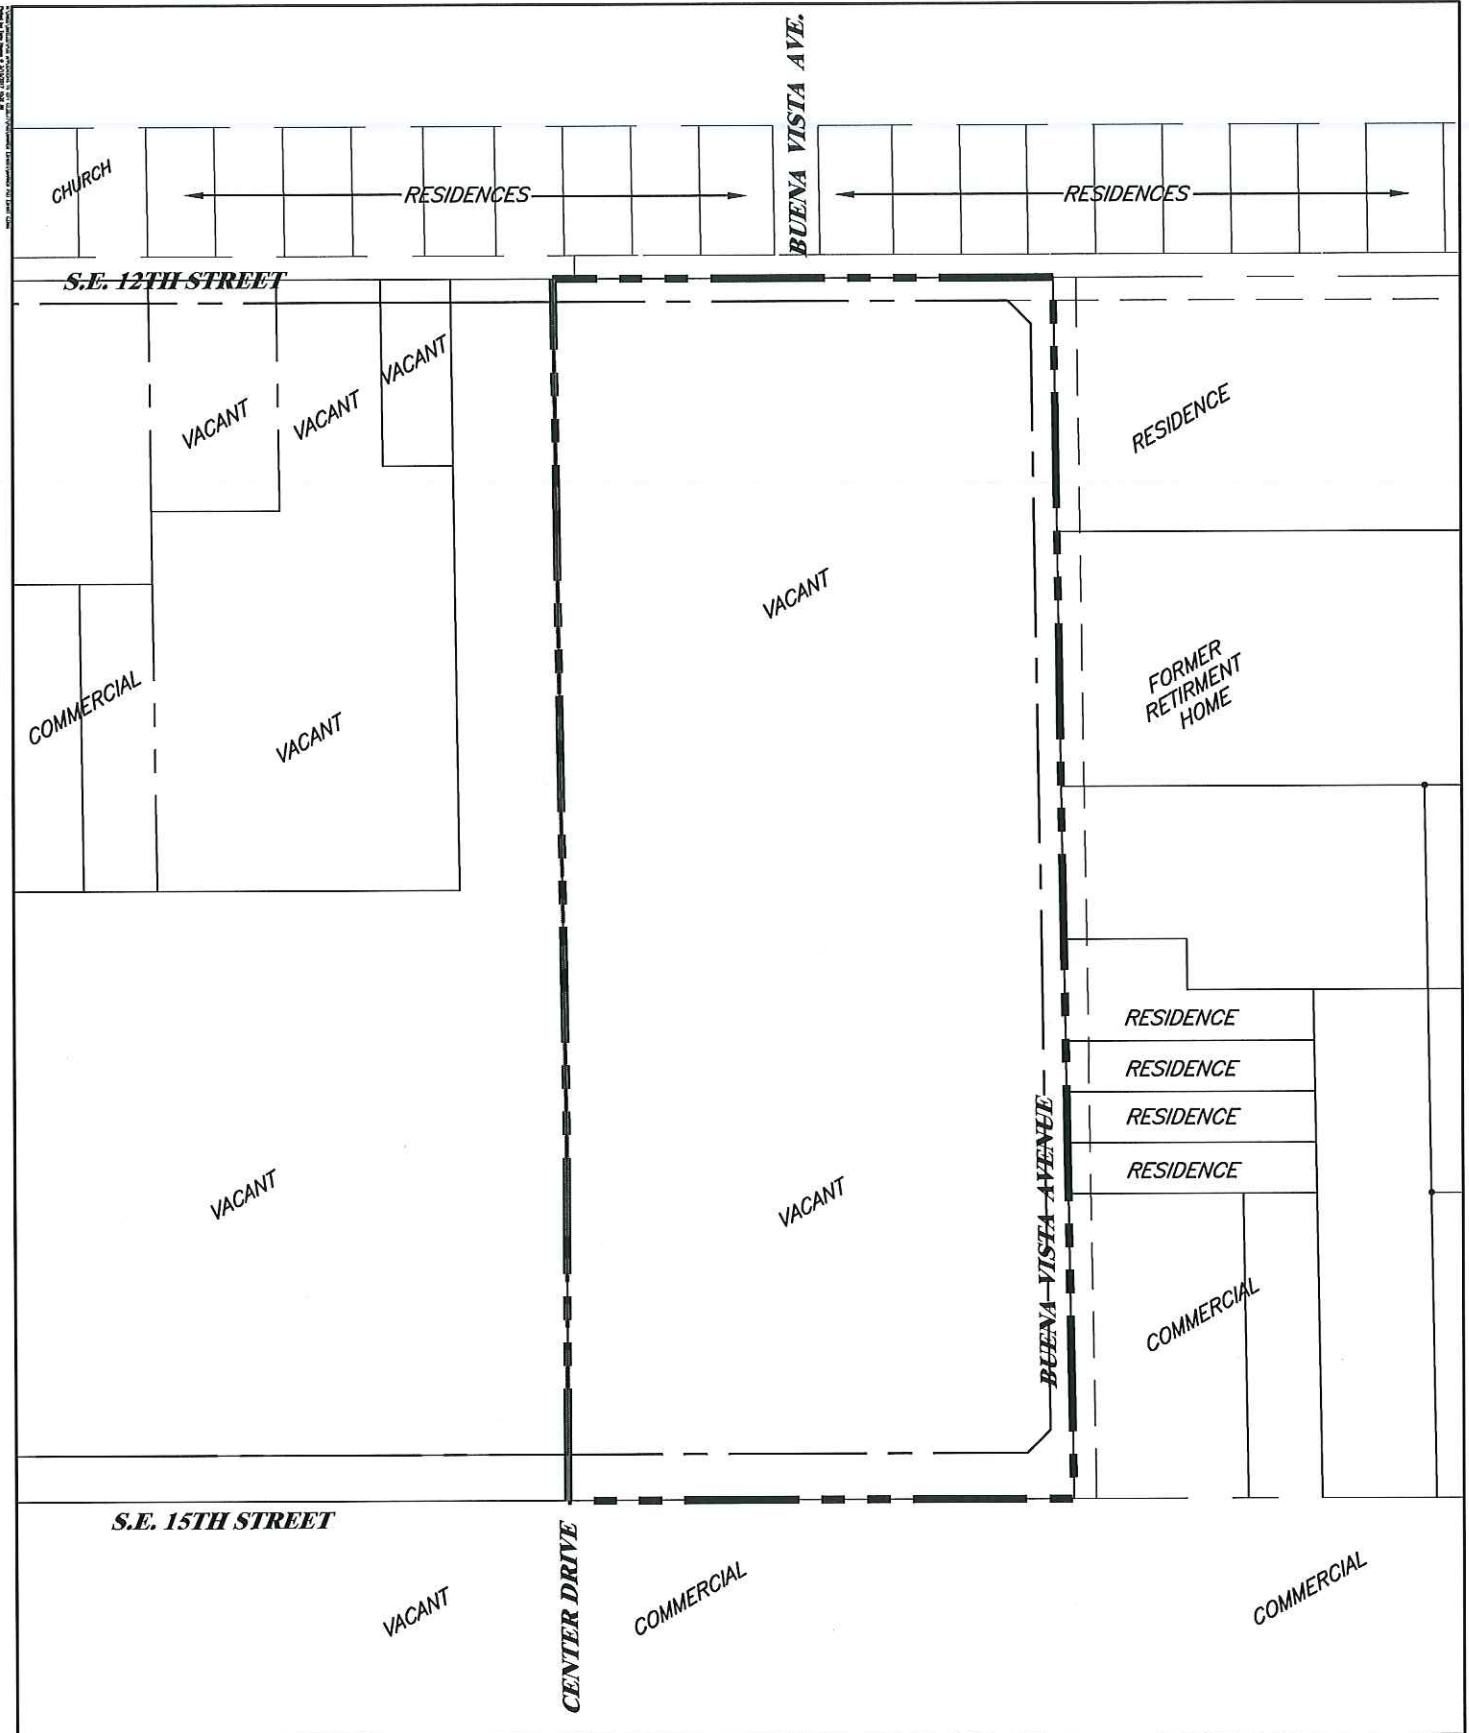 BUENA VISTA AVE.
CHURCH
RESIDENCES
RESIDENCES
S.E. 12TH STREET
VACANT
VACANT
VACANT
RESIDENCE
VACANT
FORMER
RETIRMENT
HOME
COMMERCIAL
VACANT
RESIDENCE
RESIDENCE
RESIDENCE
RESIDENCE
BUENA VISTA AVENUE
VACANT
VACANT
COMMERCIAL
S.E. 15TH STREET
CENTER DRIVE
VACANT
COMMERCIAL
COMMERCIAL